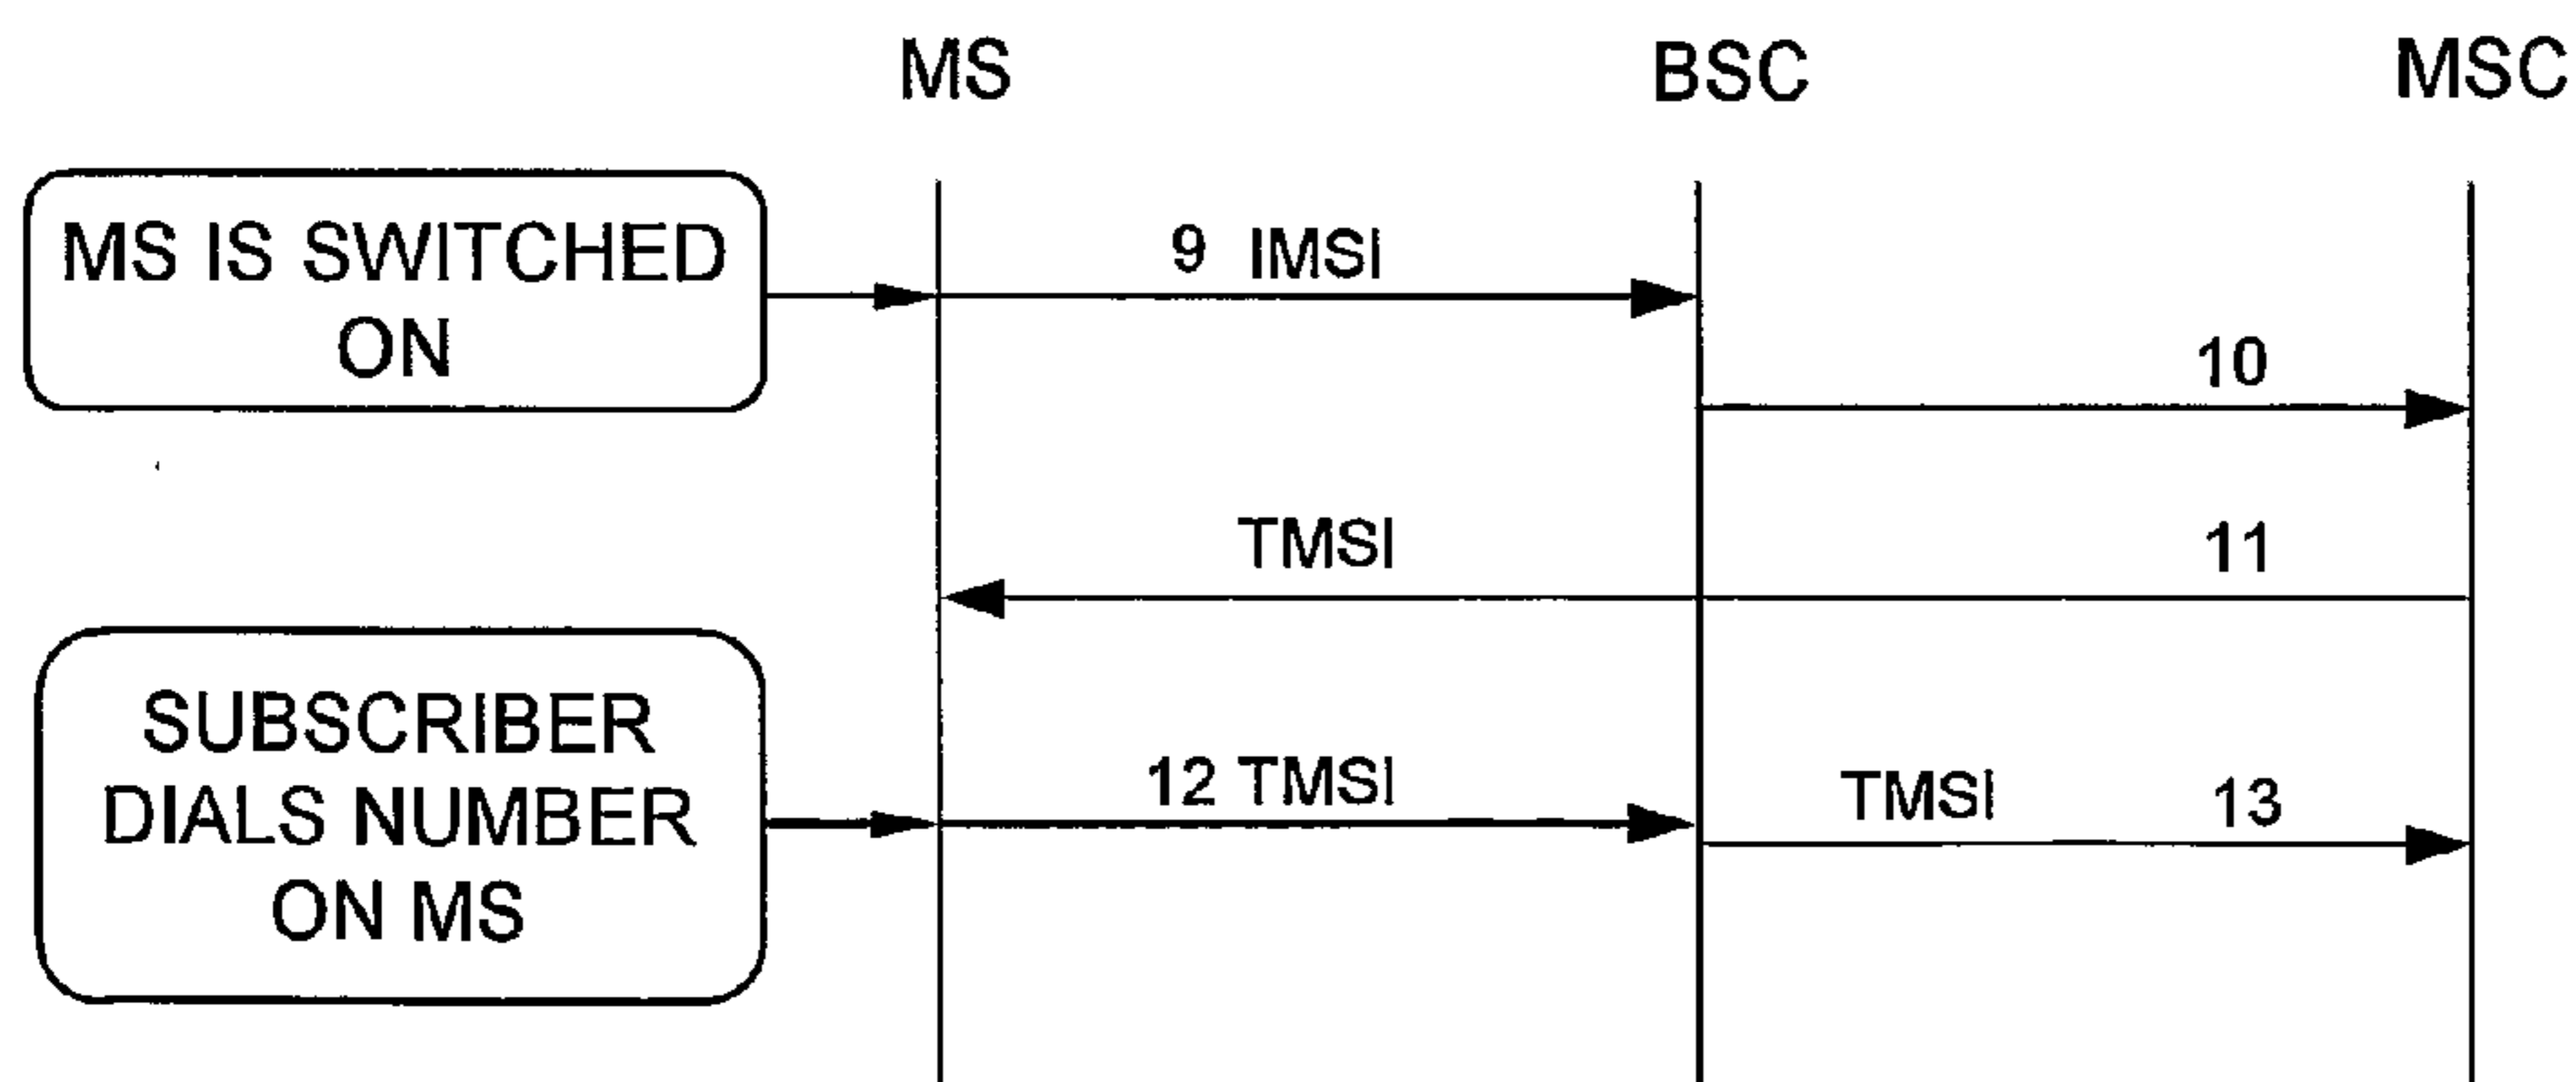 MS BSC MSC
MS IS SWITCHED
ON
9 IMSI
10
TMSI 11
SUBSCRIBER
DIALS NUMBER
ON MS
12 TMSI
TMSI 13